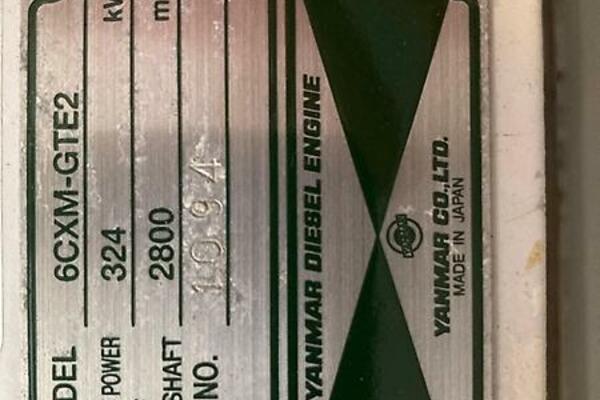 DEL 6CXM-GTE2
POWER 324 kW
SHAFT 2800 m
NO. 1094
YANMAR DIESEL ENGINE
YANMAR CO.,LTD.
MADE IN JAPAN